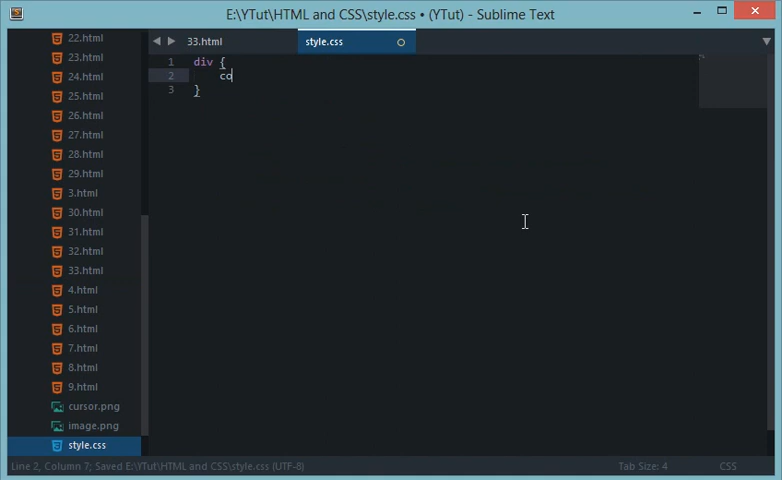 E:\YTut\HTML and CSS\style.css • (YTut) - Sublime Text
22.html
23.html
24.html
25.html
26.html
27.html
28.html
29.html
3.html
30.html
31.html
32.html
33.html
4.html
5.html
6.html
7.html
8.html
9.html
cursor.png
image.png
style.css
33.html
style.css
1 div {
2 co
3 }
Line 2, Column 7; Saved E:\YTut\HTML and CSS\style.css (UTF-8)
Tab Size: 4
CSS